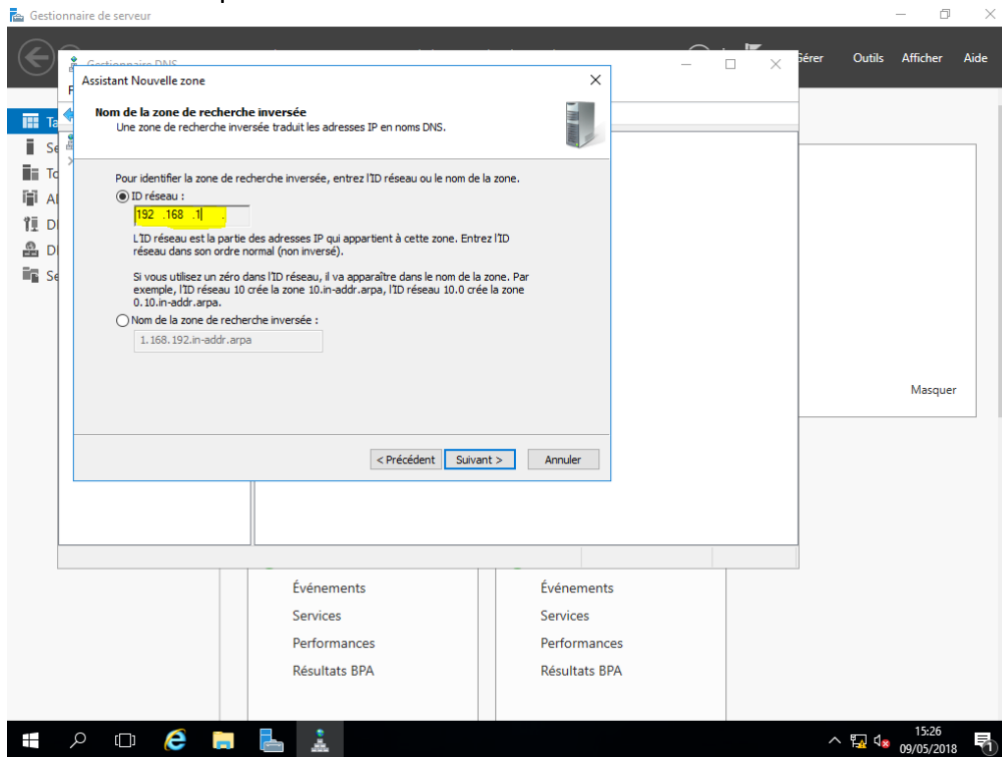 Gestionnaire de serveur
Gérer Outils Afficher Aide
Gestionnaire DNS
Assistant Nouvelle zone
Nom de la zone de recherche inversée
Une zone de recherche inversée traduit les adresses IP en noms DNS.
Pour identifier la zone de recherche inversée, entrez l'ID réseau ou le nom de la zone.
ID réseau :
192 .168 .1 .
L'ID réseau est la partie des adresses IP qui appartient à cette zone. Entrez l'ID
réseau dans son ordre normal (non inversé).
Si vous utilisez un zéro dans l'ID réseau, il va apparaître dans le nom de la zone. Par
exemple, l'ID réseau 10 crée la zone 10.in-addr.arpa, l'ID réseau 10.0 crée la zone
0.10.in-addr.arpa.
Nom de la zone de recherche inversée :
1.168.192.in-addr.arpa
Masquer
< Précédent Suivant > Annuler
Événements Événements
Services Services
Performances Performances
Résultats BPA Résultats BPA
15:26
09/05/2018